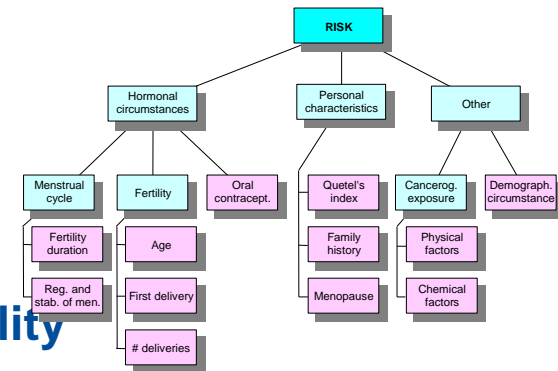 RISK
Hormonal
circumstances
Personal
characteristics
Other
Menstrual
cycle
Fertility
Oral
contracept.
Quetel's
index
Cancerog.
exposure
Demograph.
circumstance
Fertility
duration
Age
Family
history
Physical
factors
Reg. and
stab. of men.
First delivery
Menopause
Chemical
factors
# deliveries
lity